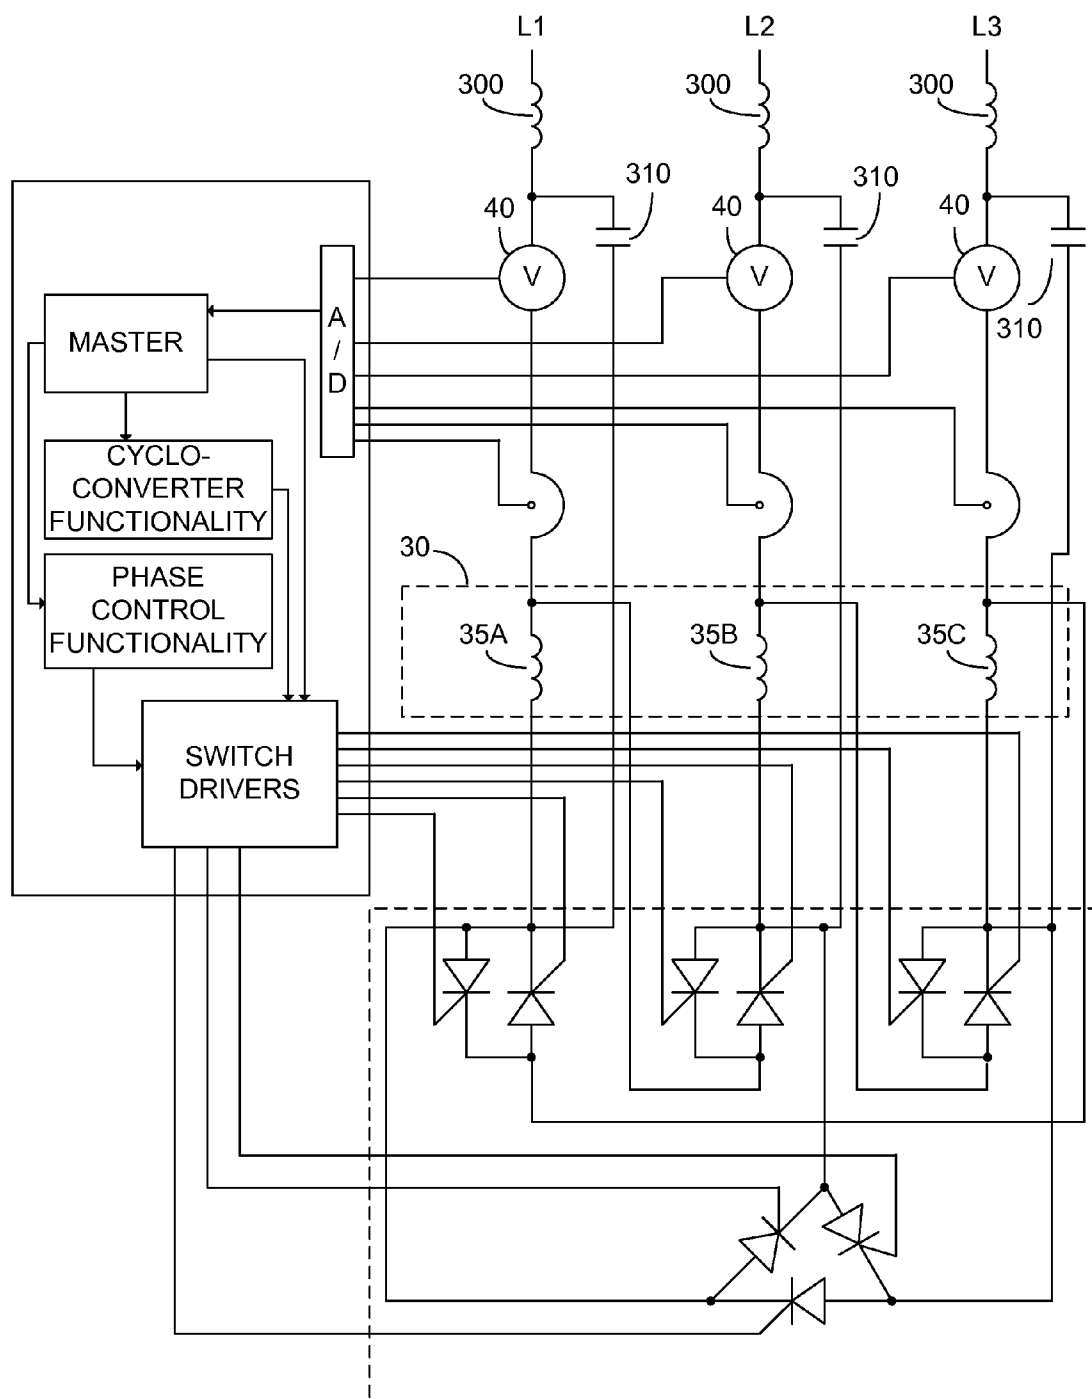 L1
L2
L3
300
300
300
310
310
40
40
40
310
V
V
V
A
/
D
MASTER
CYCLO-
CONVERTER
FUNCTIONALITY
PHASE
CONTROL
FUNCTIONALITY
30
35A
35B
35C
SWITCH
DRIVERS